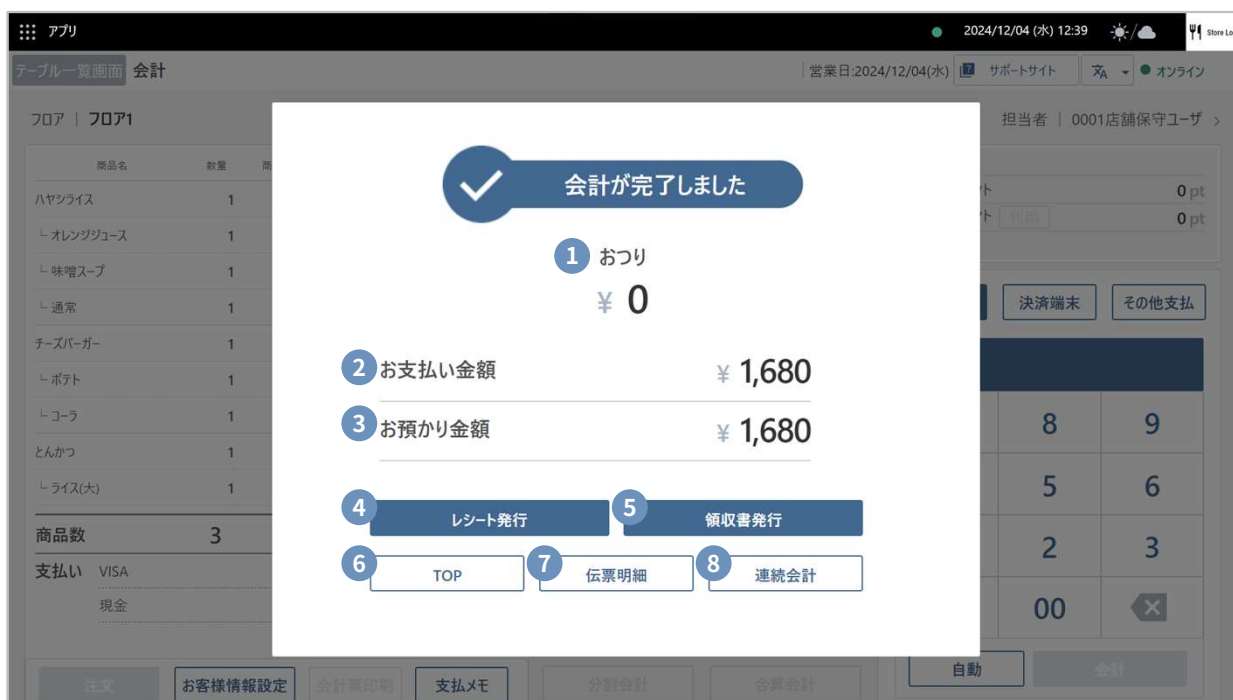 アプリ
2024/12/04 (水) 12:39
Store Lo
テーブル一覧画面 会計
営業日:2024/12/04(水) サポートサイト オンライン
フロア | フロア1
担当者 | 0001店舗保守ユーザ >
商品名 数量 商
ハヤシライス 1
└ オレンジジュース 1
└ 味噌スープ 1
└ 通常 1
チーズバーガー 1
└ ポテト 1
└ コーラ 1
とんかつ 1
└ ライス(大) 1
商品数 3
支払い VISA
現金
会計が完了しました
1 おつり
¥ 0
2 お支払い金額 ¥ 1,680
3 お預かり金額 ¥ 1,680
4 レシート発行
5 領収書発行
6 TOP
7 伝票明細
8 連続会計
ント 0 pt
ント 利用 0 pt
決済端末 その他支払
8 9
5 6
2 3
00
自動 会計
注文 お客様情報設定 会計票印刷 支払メモ 分割会計 合算会計